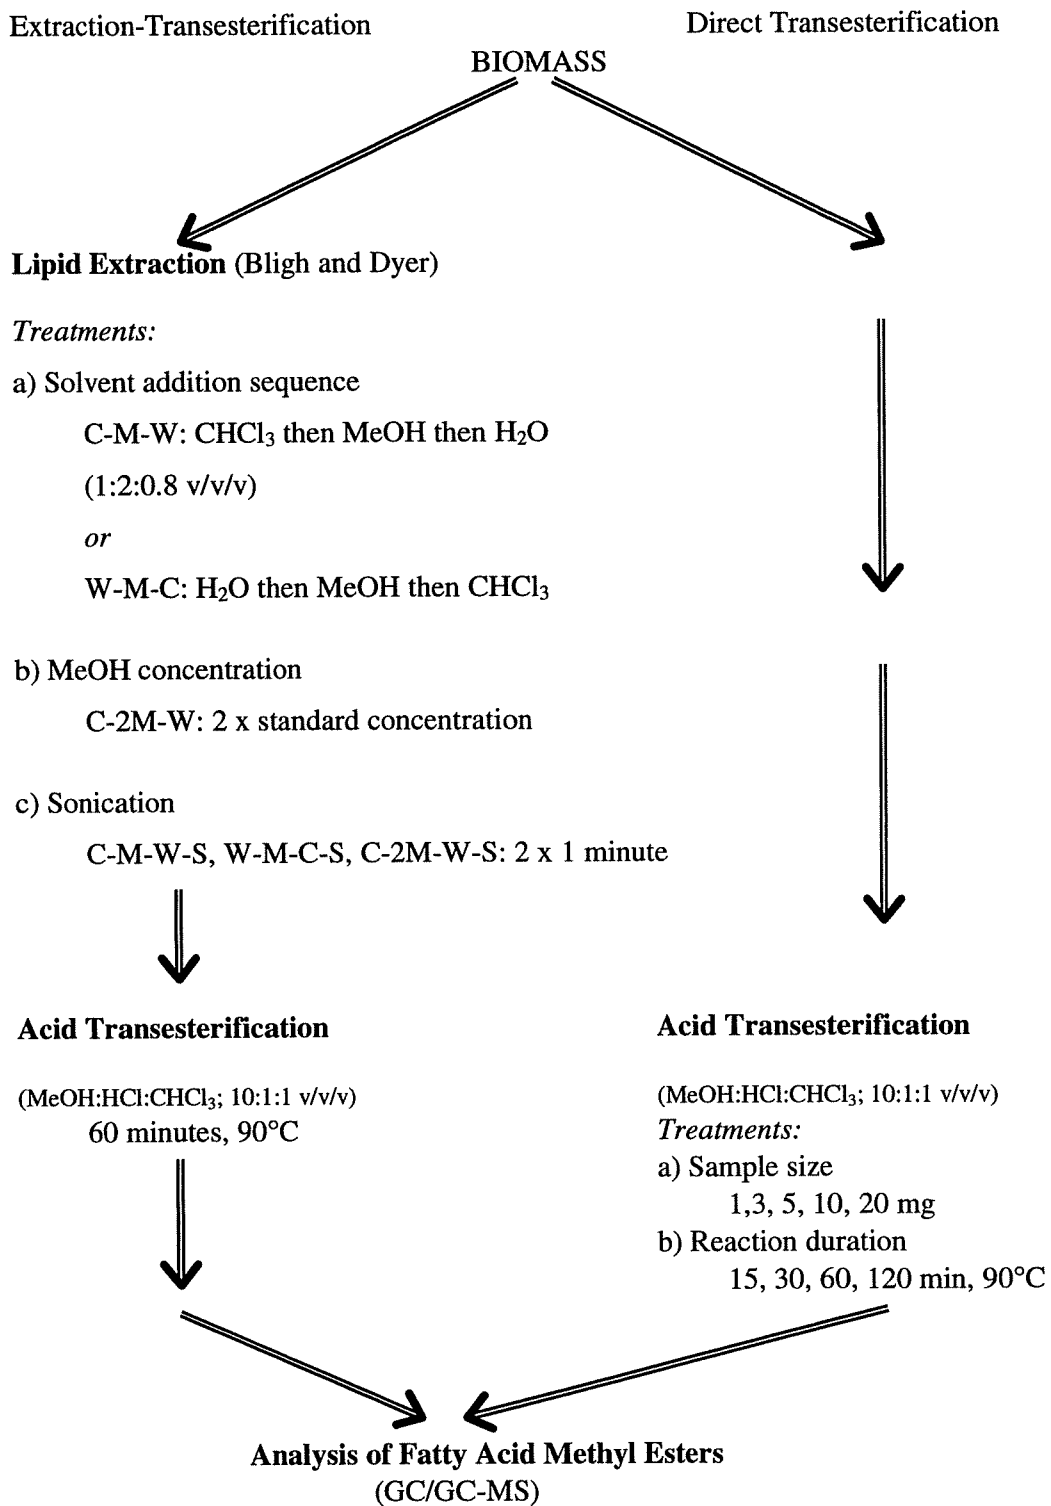 Extraction-Transesterification
Direct Transesterification
BIOMASS
Lipid Extraction (Bligh and Dyer)
Treatments:
a) Solvent addition sequence
C-M-W: CHCl₃ then MeOH then H₂O
(1:2:0.8 v/v/v)
or
W-M-C: H₂O then MeOH then CHCl₃
b) MeOH concentration
C-2M-W: 2 x standard concentration
c) Sonication
C-M-W-S, W-M-C-S, C-2M-W-S: 2 x 1 minute
Acid Transesterification
(MeOH:HCl:CHCl₃; 10:1:1 v/v/v)
60 minutes, 90°C
Acid Transesterification
(MeOH:HCl:CHCl₃; 10:1:1 v/v/v)
Treatments:
a) Sample size
1,3, 5, 10, 20 mg
b) Reaction duration
15, 30, 60, 120 min, 90°C
Analysis of Fatty Acid Methyl Esters
(GC/GC-MS)